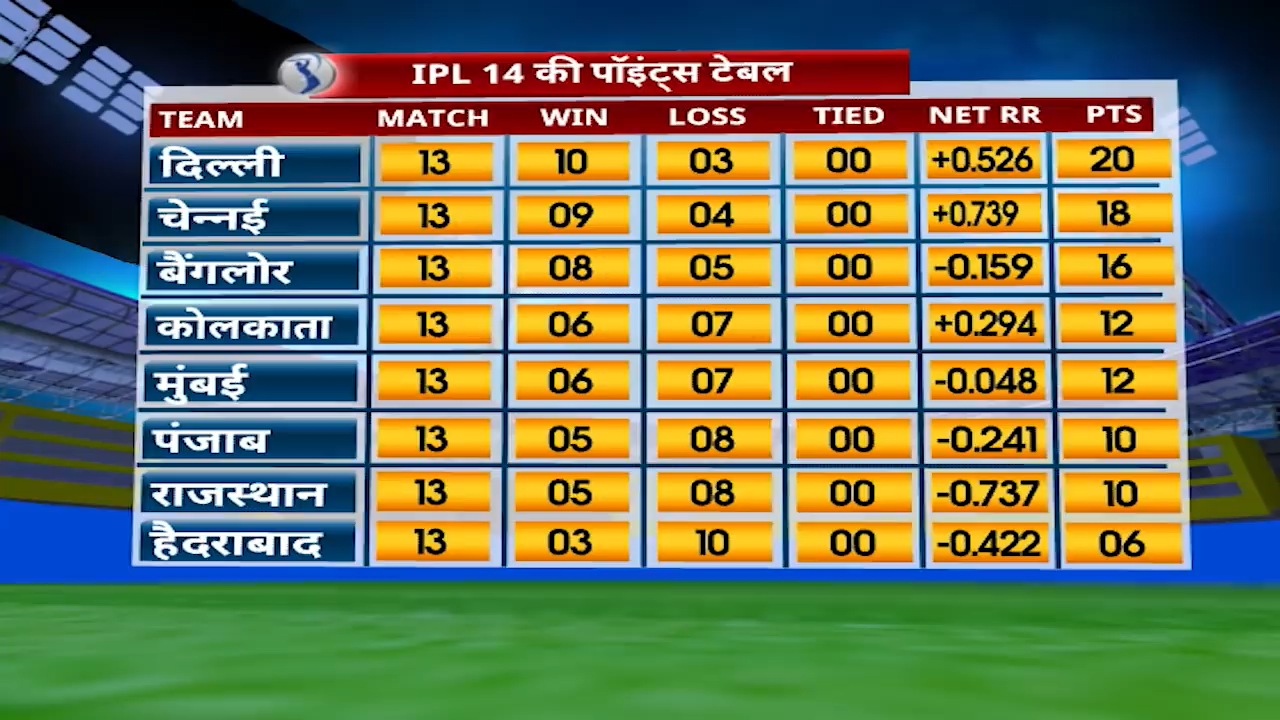 IPL 14 की पॉइंट्स टेबल
TEAM MATCH WIN LOSS TIED NET RR PTS
दिल्ली 13 10 03 00 +0.526 20
चेन्नई 13 09 04 00 +0.739 18
बैंगलोर 13 08 05 00 -0.159 16
कोलकाता 13 06 07 00 +0.294 12
मुंबई 13 06 07 00 -0.048 12
पंजाब 13 05 08 00 -0.241 10
राजस्थान 13 05 08 00 -0.737 10
हैदराबाद 13 03 10 00 -0.422 06